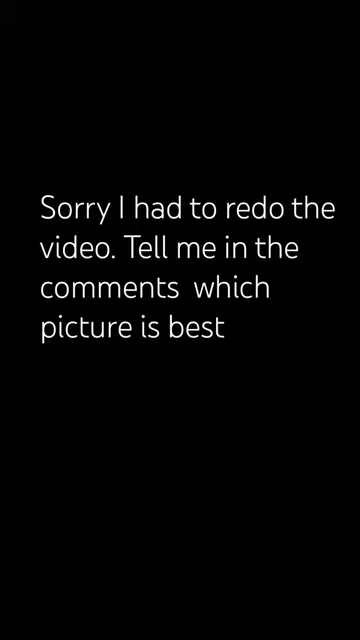 Sorry I had to redo the
video. Tell me in the
comments  which
picture is best